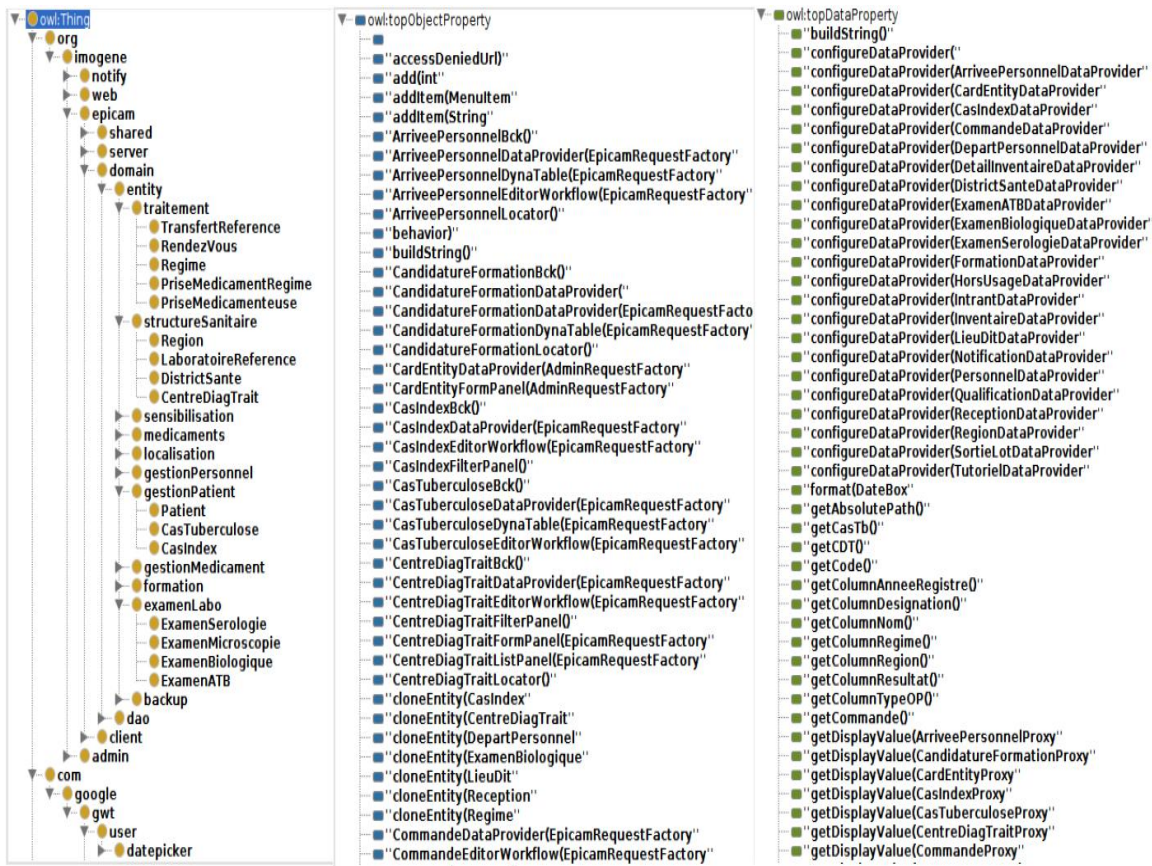 owl:Thing
org
imogene
notify
web
epicam
shared
server
domain
entity
traitement
TransfertReference
RendezVous
Regime
PriseMedicamentRegime
PriseMedicamenteuse
structureSanitaire
Region
LaboratoireReference
DistrictSante
CentreDiagTrait
sensibilisation
medicaments
localisation
gestionPersonnel
gestionPatient
Patient
CasTuberculose
CasIndex
gestionMedicament
formation
examenLabo
ExamenSerologie
ExamenMicroscopie
ExamenBiologique
ExamenATB
backup
dao
client
admin
com
google
gwt
user
datepicker
owl:topObjectProperty
"accessDeniedUrl)"
"add(int"
"addItem(MenuItem"
"addItem(String"
"ArriveePersonnelBck()"
"ArriveePersonnelDataProvider(EpicamRequestFactory"
"ArriveePersonnelDynaTable(EpicamRequestFactory"
"ArriveePersonnelEditorWorkflow(EpicamRequestFactory"
"ArriveePersonnelLocator()"
"behavior)"
"buildString()"
"CandidatureFormationBck()"
"CandidatureFormationDataProvider("
"CandidatureFormationDataProvider(EpicamRequestFacto
"CandidatureFormationDynaTable(EpicamRequestFactory"
"CandidatureFormationLocator()"
"CardEntityDataProvider(AdminRequestFactory"
"CardEntityFormPanel(AdminRequestFactory"
"CasIndexBck()"
"CasIndexDataProvider(EpicamRequestFactory"
"CasIndexEditorWorkflow(EpicamRequestFactory"
"CasIndexFilterPanel()"
"CasTuberculoseBck()"
"CasTuberculoseDataProvider(EpicamRequestFactory"
"CasTuberculoseDynaTable(EpicamRequestFactory"
"CasTuberculoseEditorWorkflow(EpicamRequestFactory"
"CentreDiagTraitBck()"
"CentreDiagTraitDataProvider(EpicamRequestFactory"
"CentreDiagTraitEditorWorkflow(EpicamRequestFactory"
"CentreDiagTraitFilterPanel()"
"CentreDiagTraitFormPanel(EpicamRequestFactory"
"CentreDiagTraitListPanel(EpicamRequestFactory"
"CentreDiagTraitLocator()"
"cloneEntity(CasIndex"
"cloneEntity(CentreDiagTrait"
"cloneEntity(DepartPersonnel"
"cloneEntity(ExamenBiologique"
"cloneEntity(LieuDit"
"cloneEntity(Reception"
"cloneEntity(Regime"
"CommandeDataProvider(EpicamRequestFactory"
"CommandeEditorWorkflow(EpicamRequestFactory"
owl:topDataProperty
"buildString()"
"configureDataProvider("
"configureDataProvider(ArriveePersonnelDataProvider"
"configureDataProvider(CardEntityDataProvider"
"configureDataProvider(CasIndexDataProvider"
"configureDataProvider(CommandeDataProvider"
"configureDataProvider(DepartPersonnelDataProvider"
"configureDataProvider(DetailInventaireDataProvider"
"configureDataProvider(DistrictSanteDataProvider"
"configureDataProvider(ExamenATBDataProvider"
"configureDataProvider(ExamenBiologiqueDataProvider"
"configureDataProvider(ExamenSerologieDataProvider"
"configureDataProvider(FormationDataProvider"
"configureDataProvider(HorsUsageDataProvider"
"configureDataProvider(IntrantDataProvider"
"configureDataProvider(InventaireDataProvider"
"configureDataProvider(LieuDitDataProvider"
"configureDataProvider(NotificationDataProvider"
"configureDataProvider(PersonnelDataProvider"
"configureDataProvider(QualificationDataProvider"
"configureDataProvider(ReceptionDataProvider"
"configureDataProvider(RegionDataProvider"
"configureDataProvider(SortieLotDataProvider"
"configureDataProvider(TutorielDataProvider"
"format(DateBox"
"getAbsolutePath()"
"getCasTb()"
"getCDT()"
"getCode()"
"getColumnAnneeRegistre()"
"getColumnDesignation()"
"getColumnNom()"
"getColumnRegime()"
"getColumnRegion()"
"getColumnResultat()"
"getColumnTypeOP()"
"getCommande()"
"getDisplayValue(ArriveePersonnelProxy"
"getDisplayValue(CandidatureFormationProxy"
"getDisplayValue(CardEntityProxy"
"getDisplayValue(CasIndexProxy"
"getDisplayValue(CasTuberculoseProxy"
"getDisplayValue(CentreDiagTraitProxy"
"getDisplayValue(CommandeProxy"